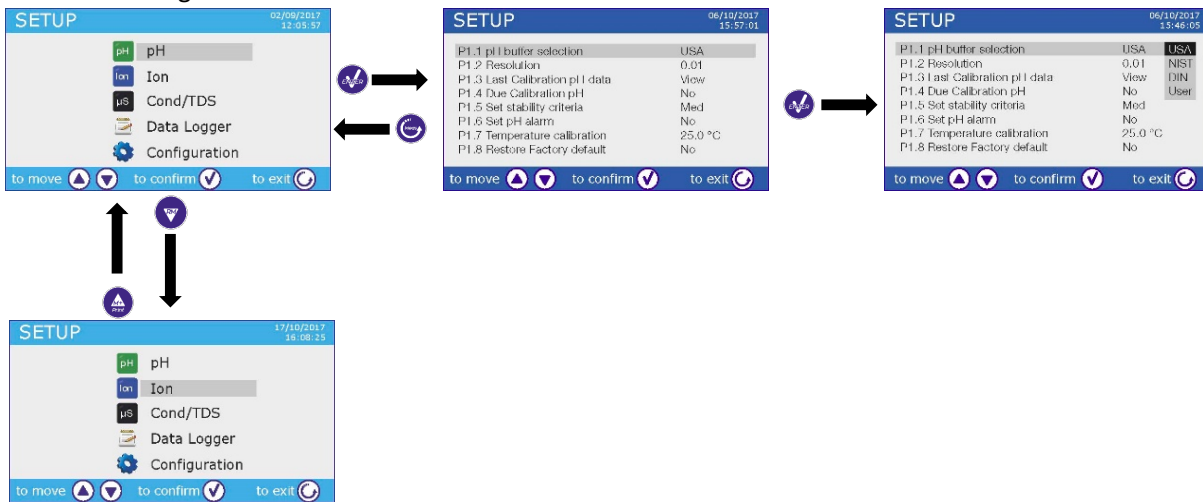 SETUP 02/09/2017
12:05:57
pH pH
Ion Ion
µS Cond/TDS
Data Logger
Configuration
to move to confirm to exit
ENTER
Menu
SETUP 06/10/2017
15:57:01
P1.1 pH buffer selection USA
P1.2 Resolution 0.01
P1.3 Last Calibration pH data View
P1.4 Due Calibration pH No
P1.5 Set stability criteria Med
P1.6 Set pH alarm No
P1.7 Temperature calibration 25.0 °C
P1.8 Restore Factory default No
to move to confirm to exit
ENTER
SETUP 06/10/2017
15:46:05
P1.1 pH buffer selection USA USA
P1.2 Resolution 0.01 NIST
P1.3 Last Calibration pH data View DIN
P1.4 Due Calibration pH No User
P1.5 Set stability criteria Med
P1.6 Set pH alarm No
P1.7 Temperature calibration 25.0 °C
P1.8 Restore Factory default No
to move to confirm to exit
RM
M+
Print
SETUP 17/10/2017
16:08:25
pH pH
Ion Ion
µS Cond/TDS
Data Logger
Configuration
to move to confirm to exit